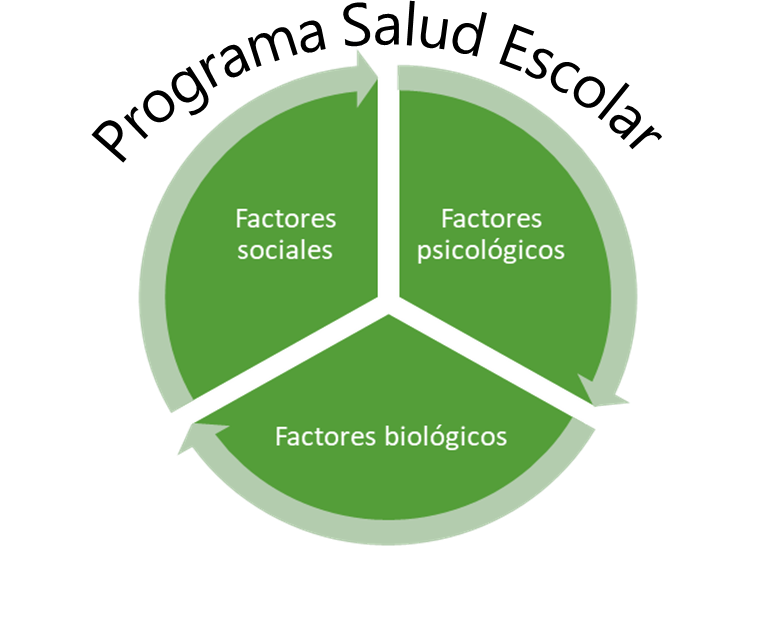 Programa Salud Escolar
Factores
sociales
Factores
psicológicos
Factores biológicos